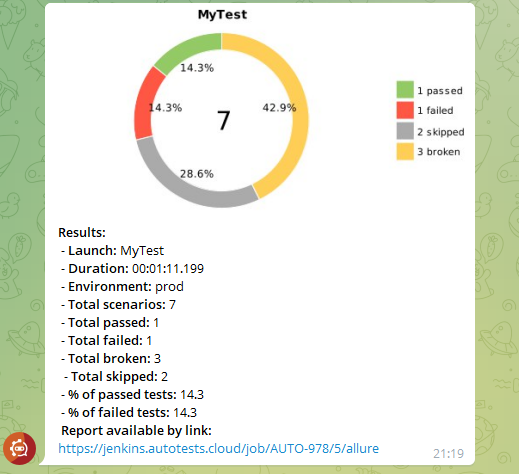 MyTest
14.3%
14.3%
42.9%
7
28.6%
1 passed
1 failed
2 skipped
3 broken
Results:
- Launch: MyTest
- Duration: 00:01:11.199
- Environment: prod
- Total scenarios: 7
- Total passed: 1
- Total failed: 1
- Total broken: 3
- Total skipped: 2
- % of passed tests: 14.3
- % of failed tests: 14.3
Report available by link:
https://jenkins.autotests.cloud/job/AUTO-978/5/allure
21:19